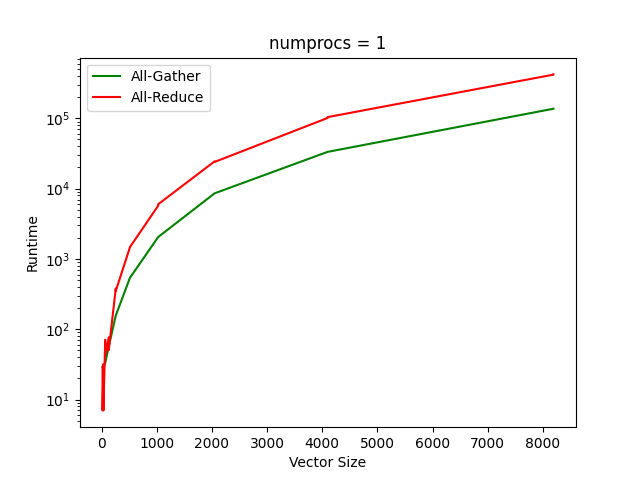 numprocs = 1
All-Gather
All-Reduce
10^5
10^4
10^3
10^2
10^1
Runtime
0 1000 2000 3000 4000 5000 6000 7000 8000
Vector Size